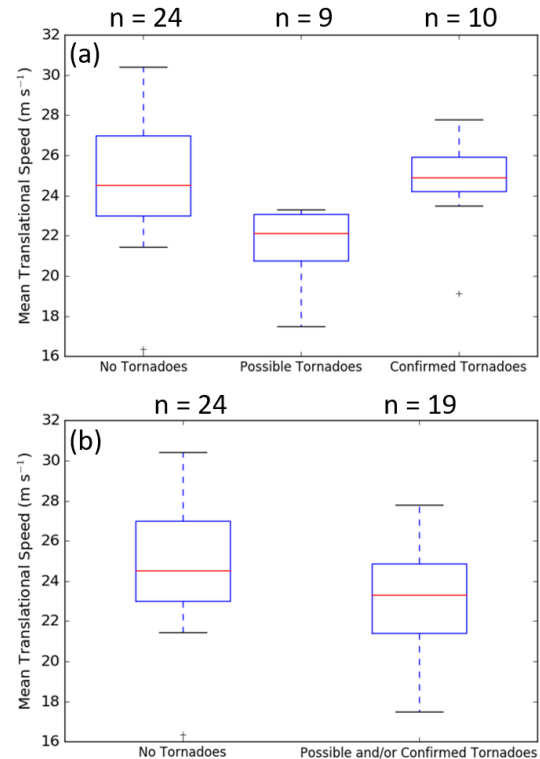 n = 24 n = 9 n = 10
(a)
32
30
28
26
24
22
20
18
16
Mean Translational Speed (m s⁻¹)
No Tornadoes Possible Tornadoes Confirmed Tornadoes
n = 24 n = 19
(b)
32
30
28
26
24
22
20
18
16
Mean Translational Speed (m s⁻¹)
No Tornadoes Possible and/or Confirmed Tornadoes